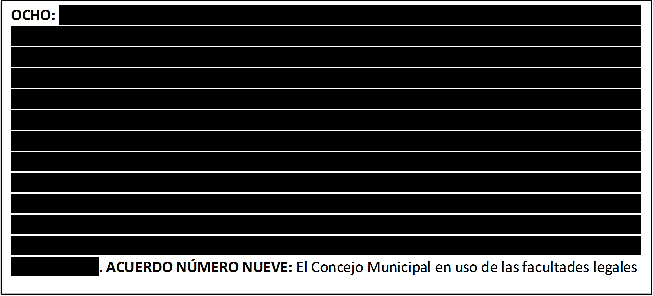 OCHO:
. ACUERDO NÚMERO NUEVE: El Concejo Municipal en uso de las facultades legales